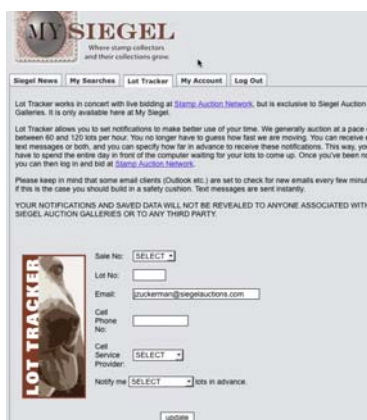 MY SIEGEL
Where stamp collectors
and their collections grow.
Siegel News My Searches Lot Tracker My Account Log Out
Lot Tracker works in concert with live bidding at Stamp Auction Network, but is exclusive to Siegel Auction
Galleries. It is only available here at My Siegel.
Lot Tracker allows you to set notifications to make better use of your time. We generally auction at a pace
between 60 and 120 lots per hour. You no longer have to guess how fast we are moving. You can receive
text messages or both, and you can specify how far in advance to receive these notifications. This way, you
have to spend the entire day in front of the computer waiting for your lots to come up. Once you've been
you can then log in and bid at Stamp Auction Network.
Please keep in mind that some email clients (Outlook etc.) are set to check for new emails every few
if this is the case you should build in a safety cushion. Text messages are sent instantly.
YOUR NOTIFICATIONS AND SAVED DATA WILL NOT BE REVEALED TO ANYONE ASSOCIATED
SIEGEL AUCTION GALLERIES OR TO ANY THIRD PARTY.
LOT TRACKER
Sale No: SELECT
Lot No:
Email: jzuckerman@siegelauctions.com
Cell
Phone
No:
Cell
Service
Provider: SELECT
Notify me SELECT lots in advance.
update